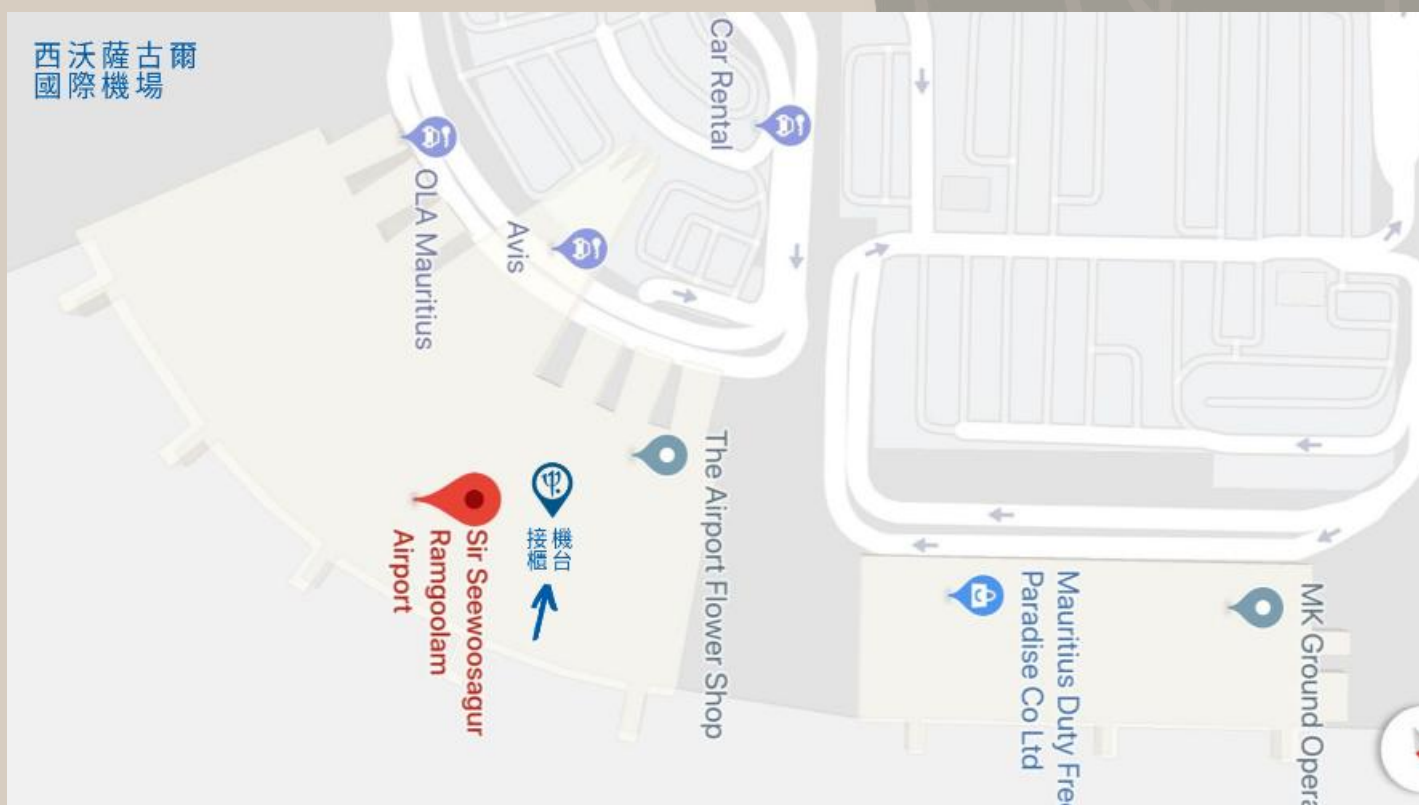 西沃薩古爾
國際機場
Car Rental
OLA Mauritius
Avis
The Airport Flower Shop
機台
接櫃
Sir Seewoosagur
Ramgoolam
Airport
Mauritius Duty Free
Paradise Co Ltd
MK Ground Opera